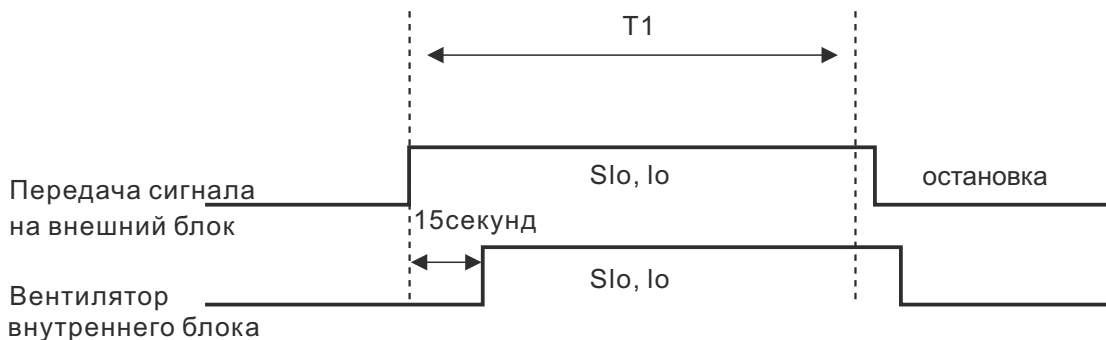 T1
Slo, lo
остановка
Передача сигнала
на внешний блок
15секунд
Slo, lo
Вентилятор
внутреннего блока